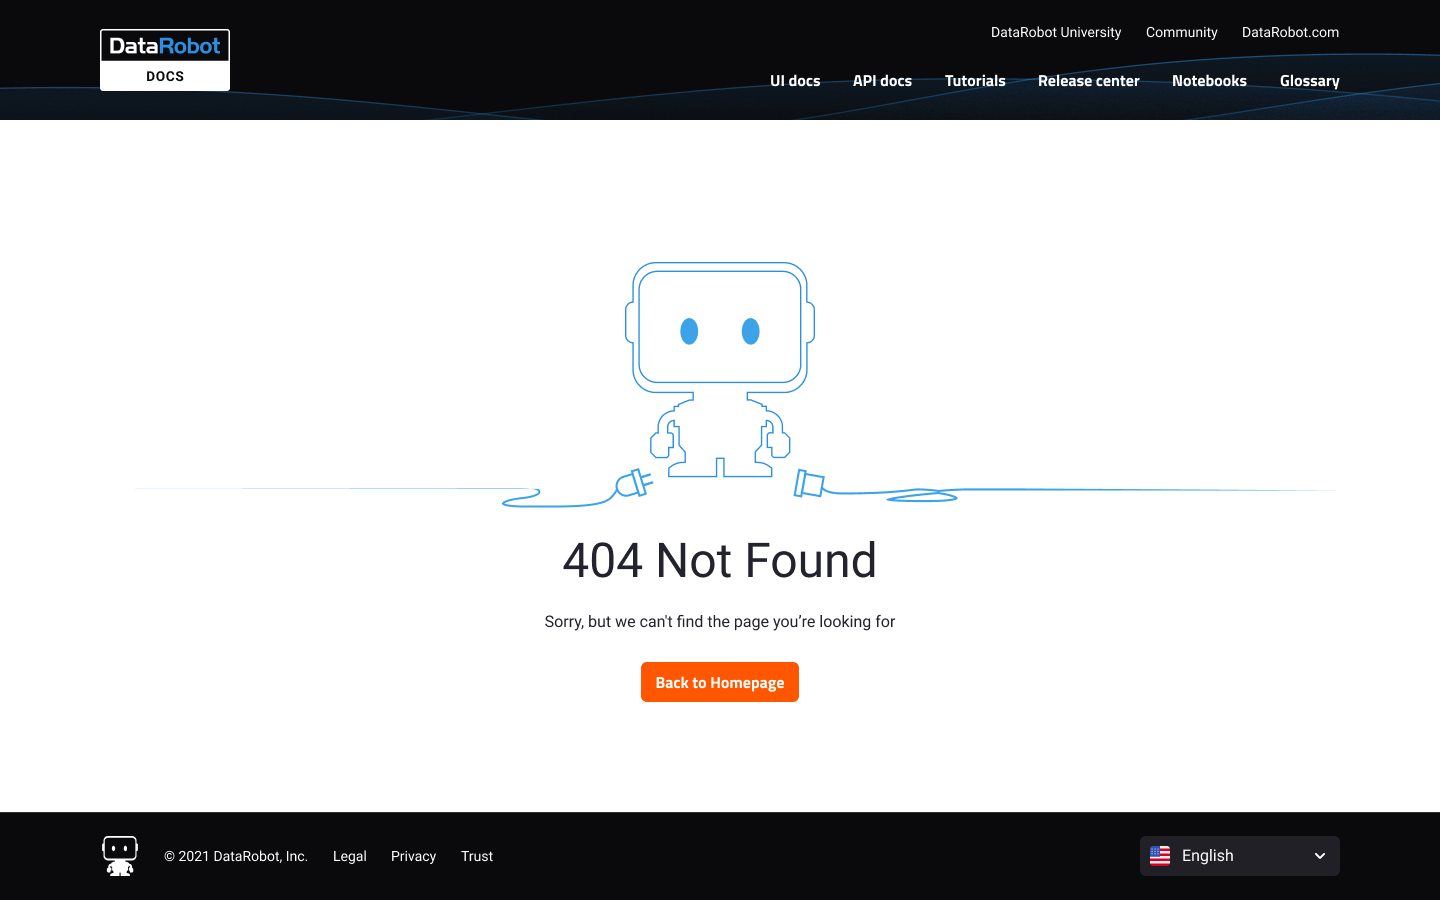 DataRobot
DOCS
DataRobot University Community DataRobot.com
UI docs API docs Tutorials Release center Notebooks Glossary
404 Not Found
Sorry, but we can't find the page you’re looking for
Back to Homepage
© 2021 DataRobot, Inc. Legal Privacy Trust
English